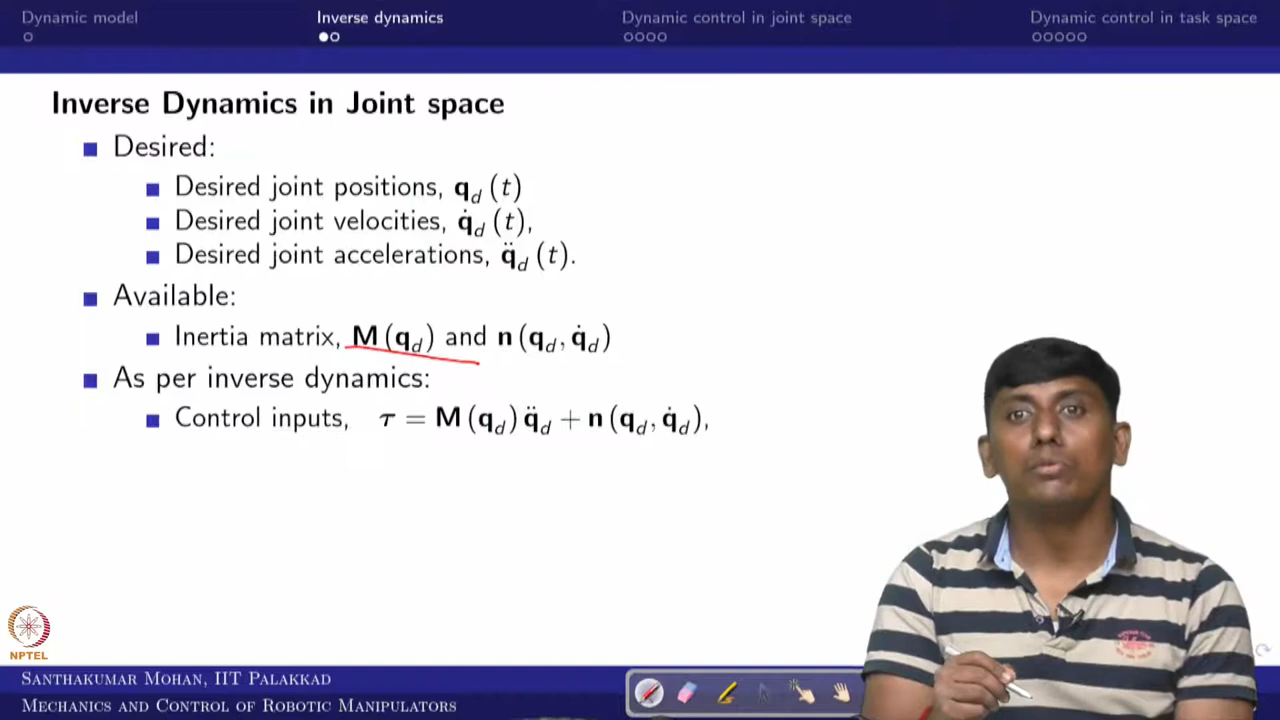 Dynamic model
Inverse dynamics
Dynamic control in joint space
Dynamic control in task space
Inverse Dynamics in Joint space
Desired:
Desired joint positions, q_d (t)
Desired joint velocities, q̇_d (t),
Desired joint accelerations, q̈_d (t).
Available:
Inertia matrix, M (q_d) and n (q_d, q̇_d)
As per inverse dynamics:
Control inputs, τ = M (q_d) q̈_d + n (q_d, q̇_d),
NPTEL
Santhakumar Mohan, IIT Palakkad
Mechanics and Control of Robotic Manipulators